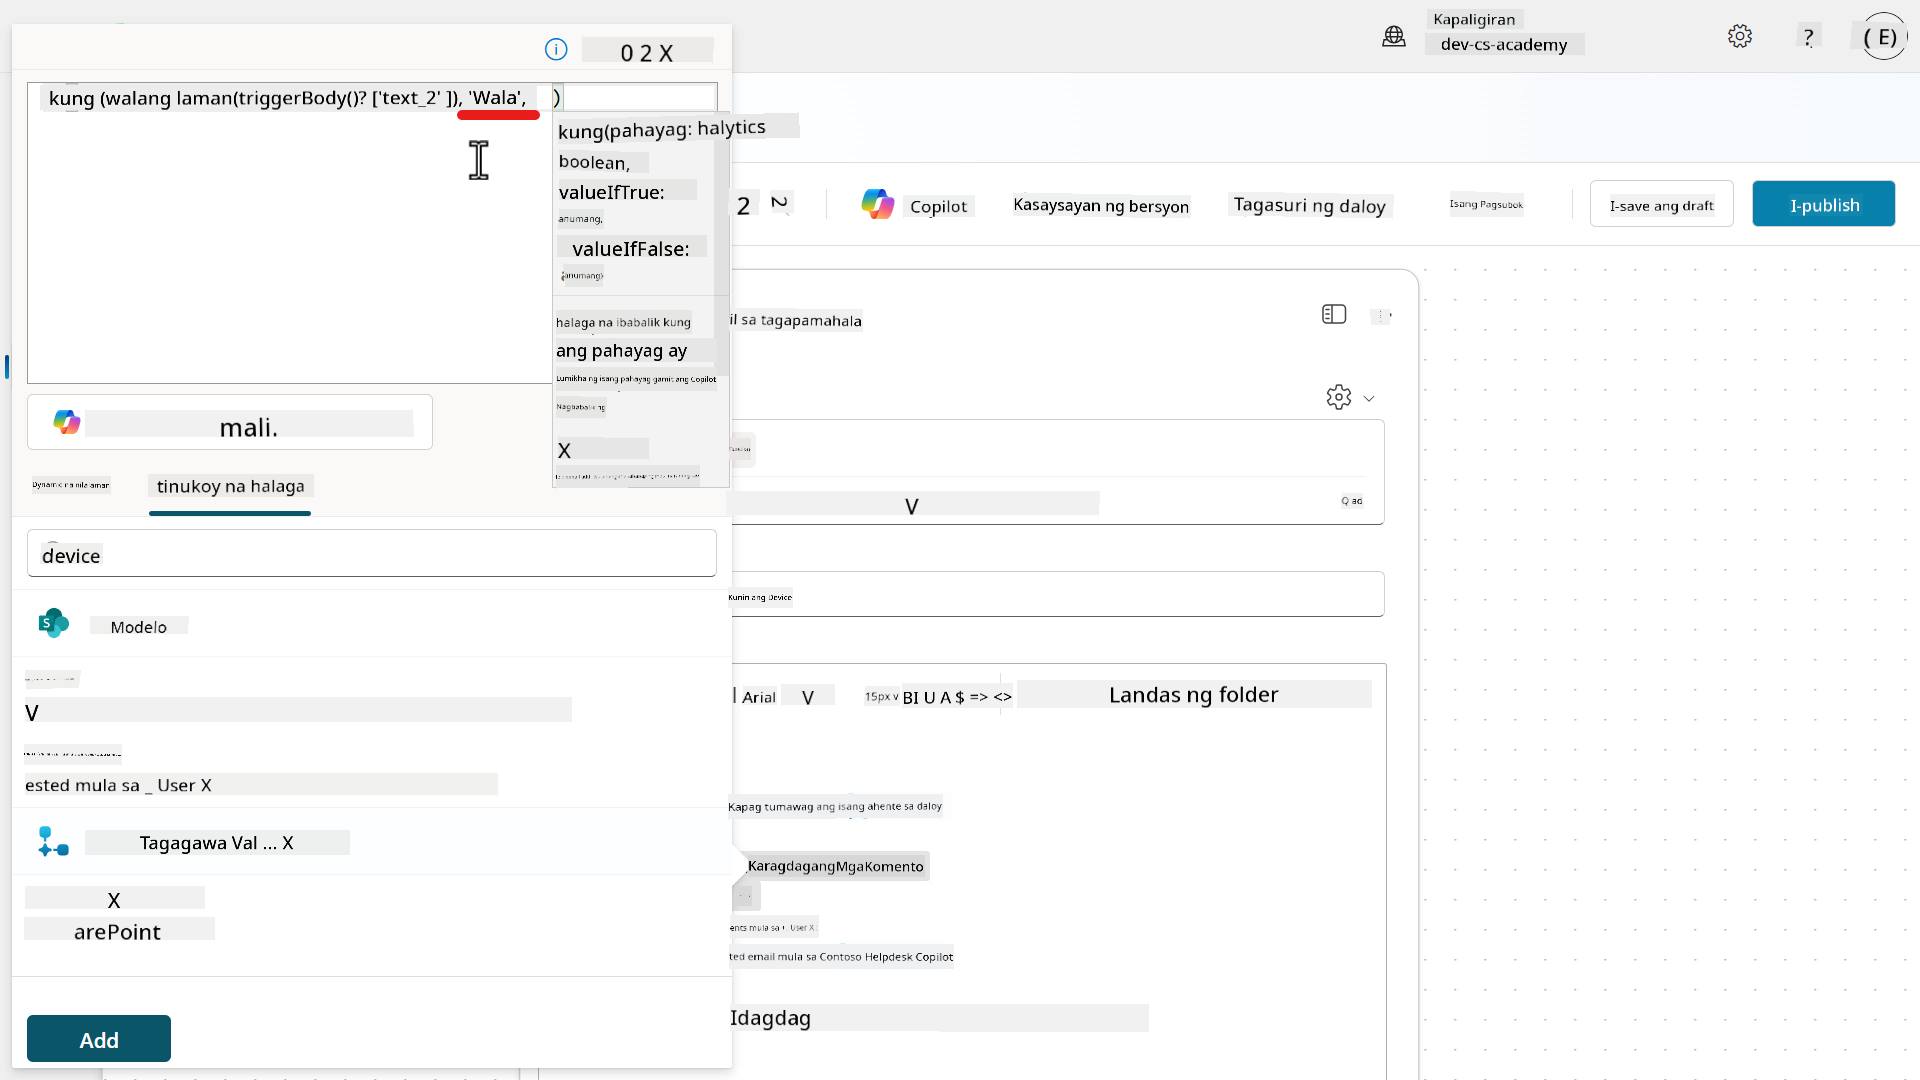 Kapaligiran
dev-cs-academy
?
( E)
0 2 X
kung (walang laman(triggerBody()? ['text_2' ]), 'Wala', )
kung(pahayag: halytics
boolean,
valueIfTrue:
anumang,
valueIfFalse:
anumang)
halaga na ibabalik kung
ang pahayag ay
Lumikha ng isang pahayag gamit ang Copilot
Nagbabalik ng
X
mali.
Dynamic na nilalaman
tinukoy na halaga
device
Modelo
V
ested mula sa _ User X
Tagagawa Val ... X
X
arePoint
Add
2
Copilot
Kasaysayan ng bersyon
Tagasuri ng daloy
Isang Pagsubok
I-save ang draft
I-publish
il sa tagapamahala
V
Q ad
Kunin ang Device
Arial V 15px v BI U A $ => <> Landas ng folder
Kapag tumawag ang isang ahente sa daloy
KaragdagangMgaKomento
ents mula sa
User X
ted email mula sa Contoso Helpdesk Copilot
Idagdag